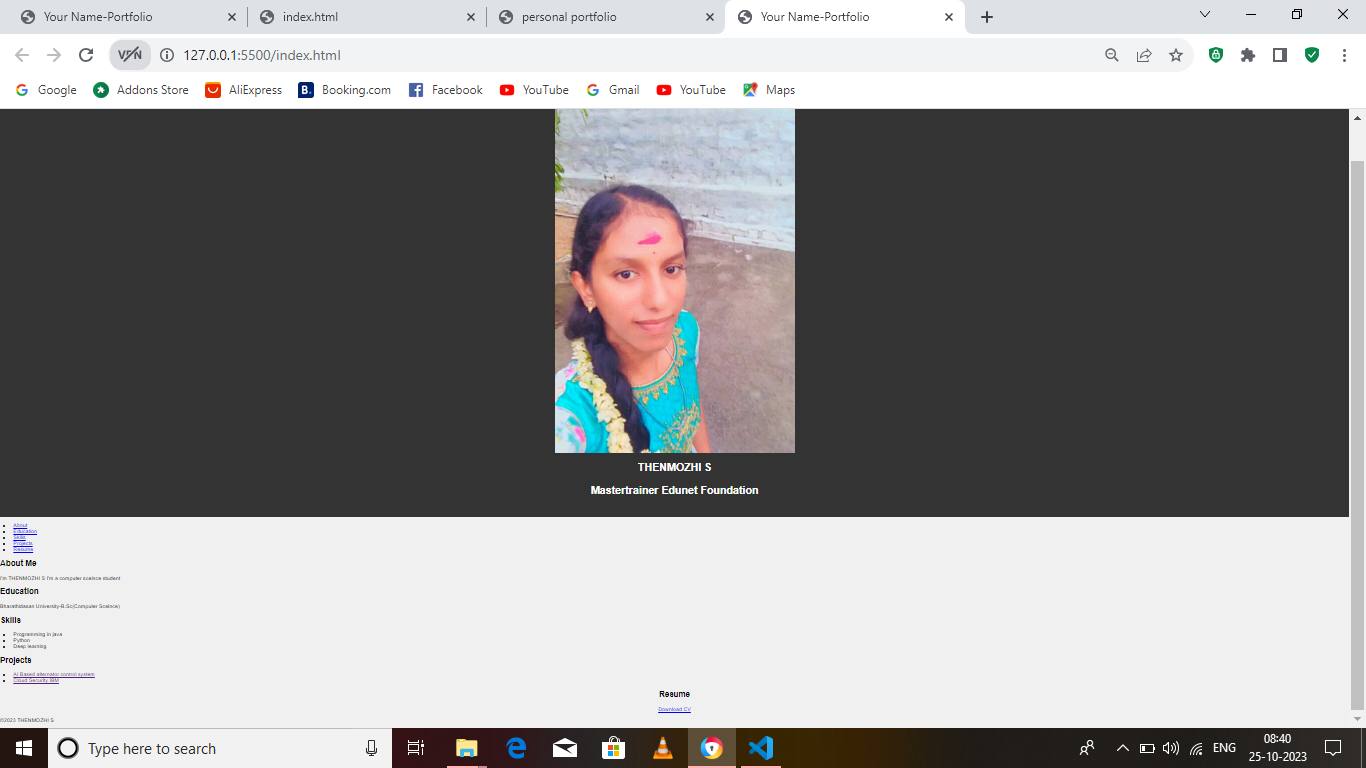 Your Name-Portfolio
index.html
personal portfolio
Your Name-Portfolio
VPN
127.0.0.1:5500/index.html
Google
Addons Store
AliExpress
B.
Booking.com
Facebook
YouTube
Gmail
YouTube
Maps
THENMOZHI S
Mastertrainer Edunet Foundation
About
Education
Skills
Projects
Resume
About Me
I'm THENMOZHI S I'm a computer sceince student
Education
Bharathidasan University-B.Sc(Computer Sceince)
Skills
Programming in java
Python
Deep learning
Projects
AI Based alternator control system
Cloud Security IBM
Resume
Download CV
©2023 THENMOZHI S
Type here to search
ENG
08:40
25-10-2023